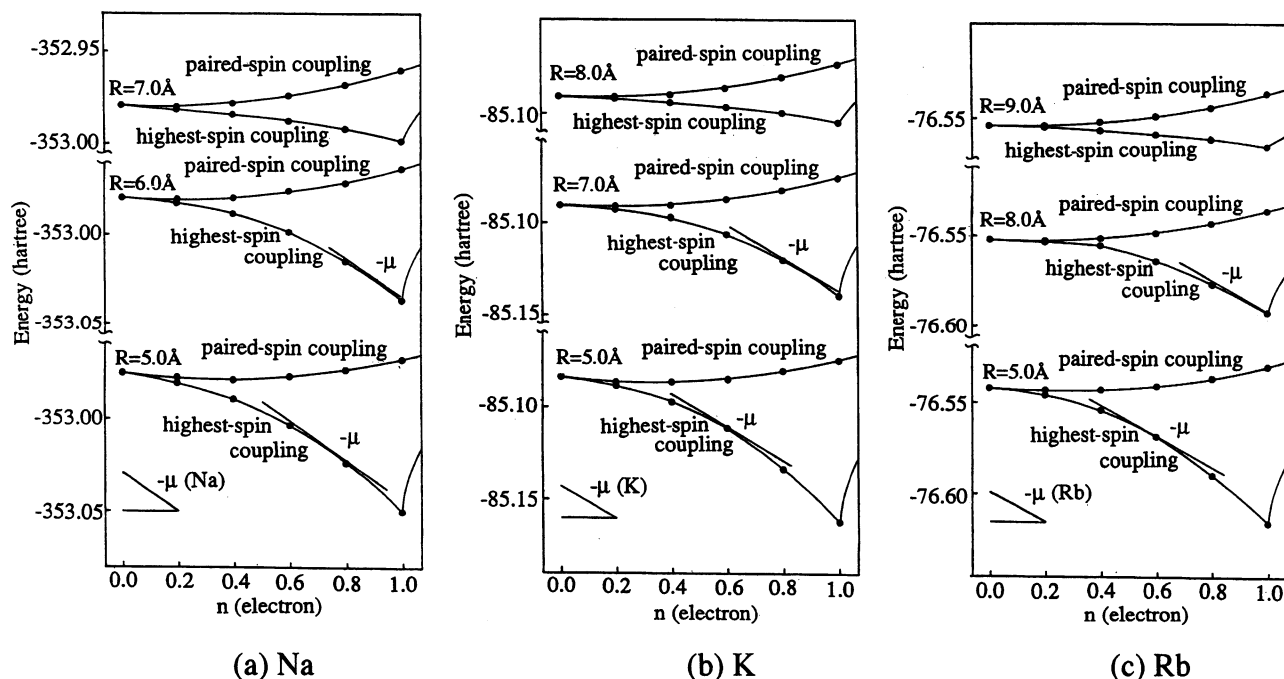 -352.95
paired-spin coupling
R=7.0Å
highest-spin coupling
-353.00
paired-spin coupling
R=6.0Å
-353.00
highest-spin
coupling
-μ
-353.05
paired-spin coupling
R=5.0Å
-353.00
highest-spin
coupling
-μ
-μ (Na)
-353.05
Energy (hartree)
0.0 0.2 0.4 0.6 0.8 1.0
n (electron)
(a) Na
paired-spin coupling
R=8.0Å
-85.10
highest-spin coupling
paired-spin coupling
R=7.0Å
-85.10
highest-spin
coupling
-μ
-85.15
paired-spin coupling
R=5.0Å
-85.10
highest-spin
coupling
-μ
-μ (K)
-85.15
Energy (hartree)
0.0 0.2 0.4 0.6 0.8 1.0
n (electron)
(b) K
paired-spin coupling
R=9.0Å
-76.55
highest-spin coupling
paired-spin coupling
R=8.0Å
-76.55
highest-spin
coupling
-μ
-76.60
paired-spin coupling
R=5.0Å
-76.55
highest-spin
coupling
-μ
-μ (Rb)
-76.60
Energy (hartree)
0.0 0.2 0.4 0.6 0.8 1.0
n (electron)
(c) Rb